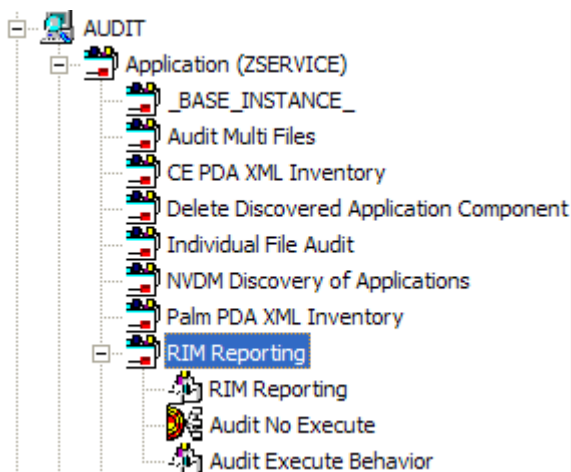 AUDIT
Application (ZSERVICE)
_BASE_INSTANCE_
Audit Multi Files
CE PDA XML Inventory
Delete Discovered Application Component
Individual File Audit
NVDM Discovery of Applications
Palm PDA XML Inventory
RIM Reporting
RIM Reporting
Audit No Execute
Audit Execute Behavior